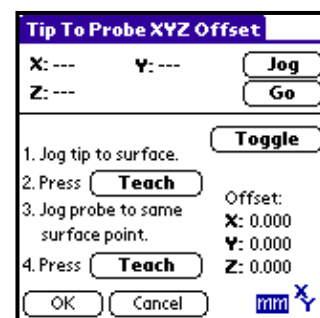 Tip To Probe XYZ Offset
X: --- Y: --- Jog
Z: --- Go
Toggle
1. Jog tip to surface.
2. Press Teach
3. Jog probe to same
surface point.
4. Press Teach
Offset:
X: 0.000
Y: 0.000
Z: 0.000
OK Cancel mm X Y